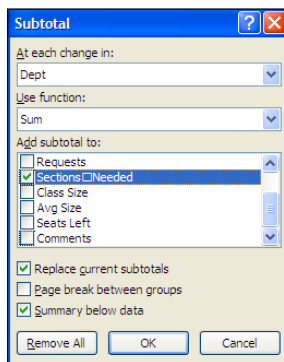 Subtotal
At each change in:
Dept
Use function:
Sum
Add subtotal to:
Requests
Sections□Needed
Class Size
Avg Size
Seats Left
Comments
Replace current subtotals
Page break between groups
Summary below data
Remove All OK Cancel